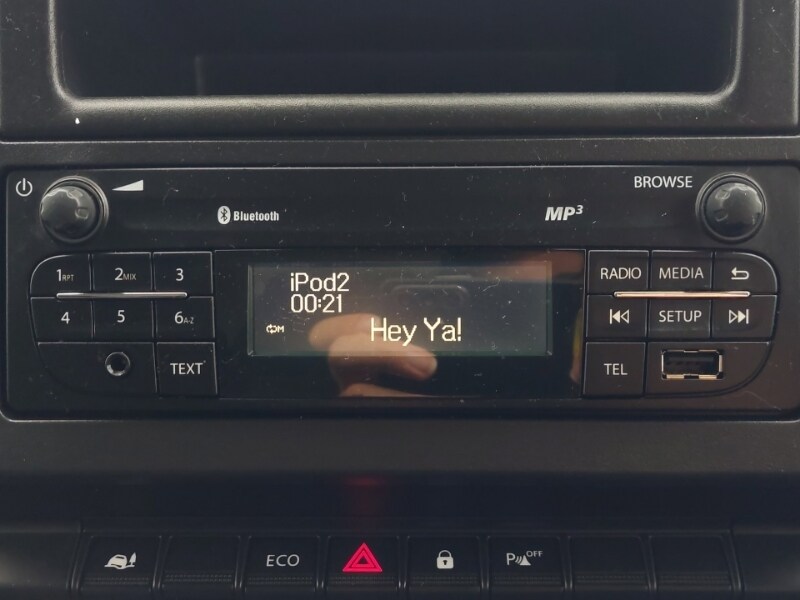 BROWSE
Bluetooth
MP3
1RPT 2MIX 3
4 5 6A-Z
TEXT
iPod2
00:21
Hey Ya!
RADIO MEDIA
SETUP
TEL
ECO
P OFF